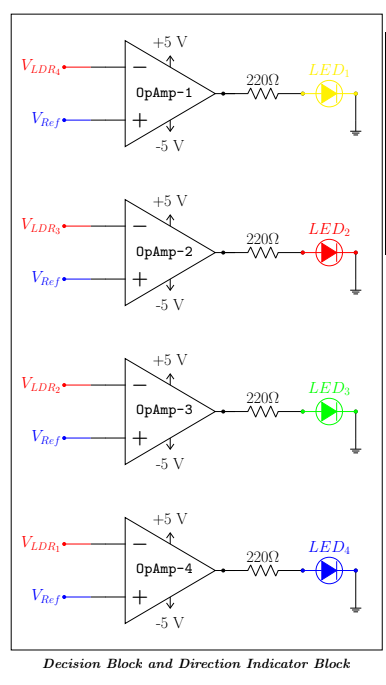 +5 V
V_{LDR_4}
LED_1
220Ω
OpAmp-1
V_{Ref}
-5 V
+5 V
V_{LDR_3}
LED_2
220Ω
OpAmp-2
V_{Ref}
-5 V
+5 V
V_{LDR_2}
LED_3
220Ω
OpAmp-3
V_{Ref}
-5 V
+5 V
V_{LDR_1}
LED_4
220Ω
OpAmp-4
V_{Ref}
-5 V
Decision Block and Direction Indicator Block